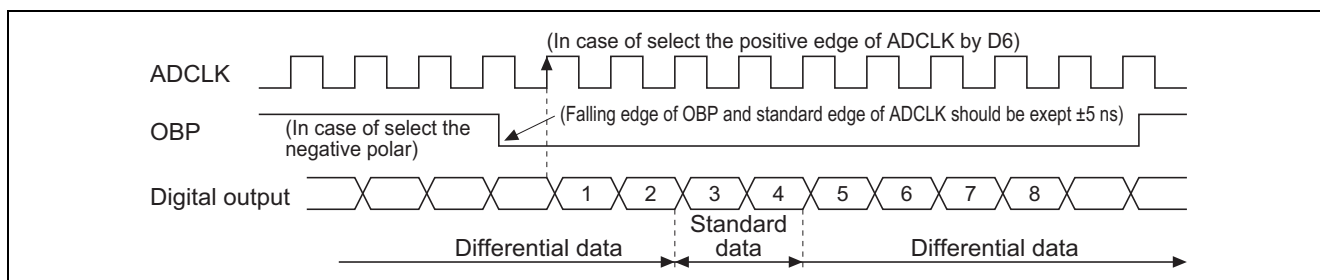 (In case of select the positive edge of ADCLK by D6)
ADCLK
(Falling edge of OBP and standard edge of ADCLK should be exept ±5 ns)
OBP
(In case of select the
negative polar)
Digital output
1 2 3 4 5 6 7 8
Differential data
Standard
data
Differential data